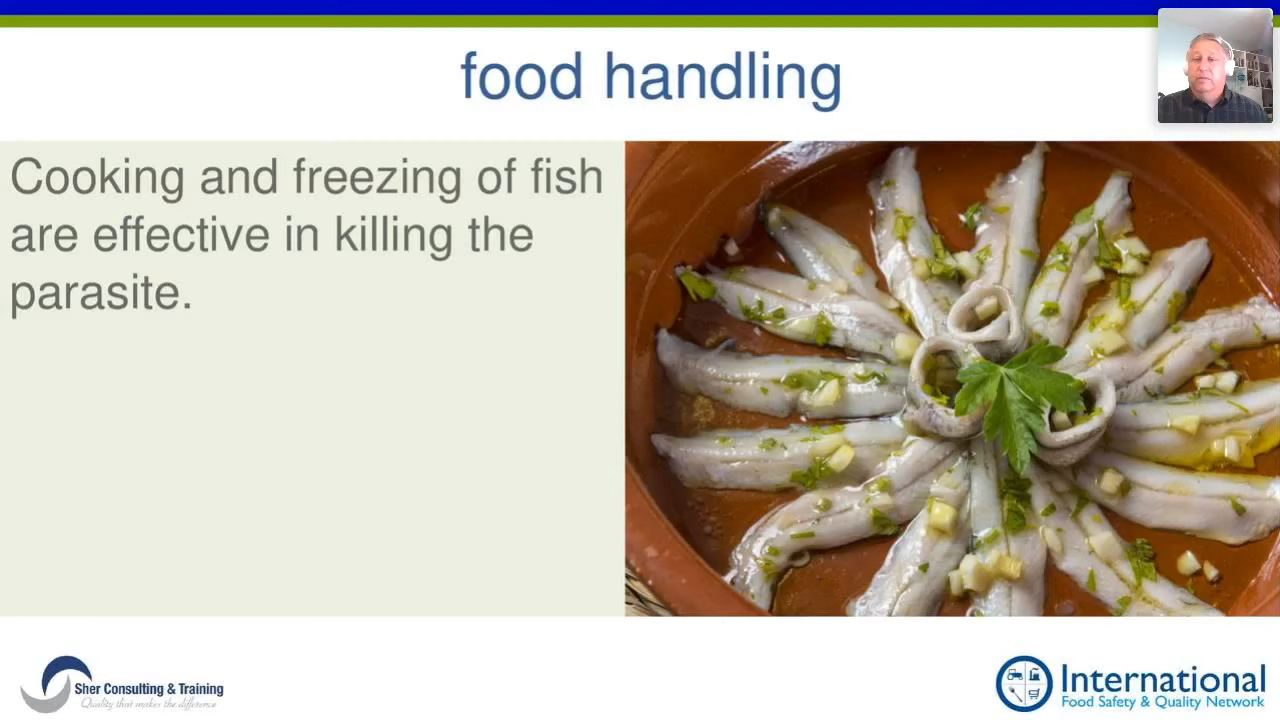 food handling
Cooking and freezing of fish
are effective in killing the
parasite.
Sher Consulting & Training
Quality that makes the difference
International
Food Safety & Quality Network